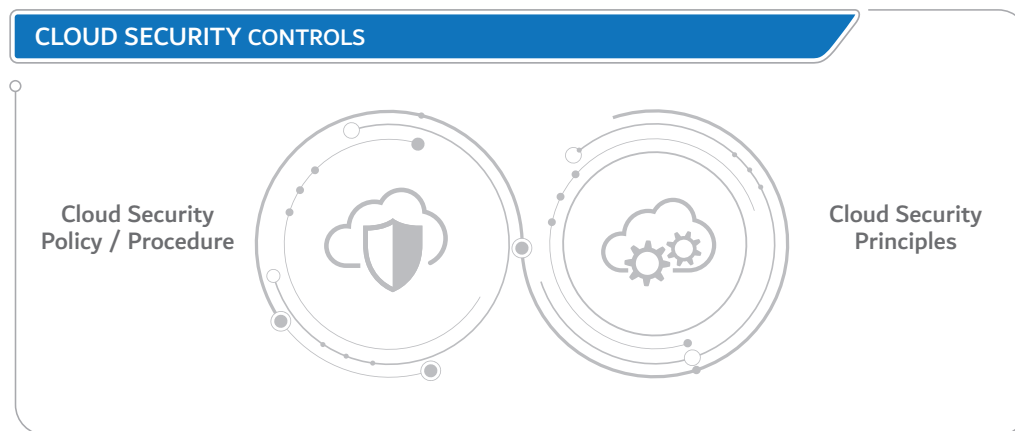 CLOUD SECURITY CONTROLS
Cloud Security
Policy / Procedure
Cloud Security
Principles